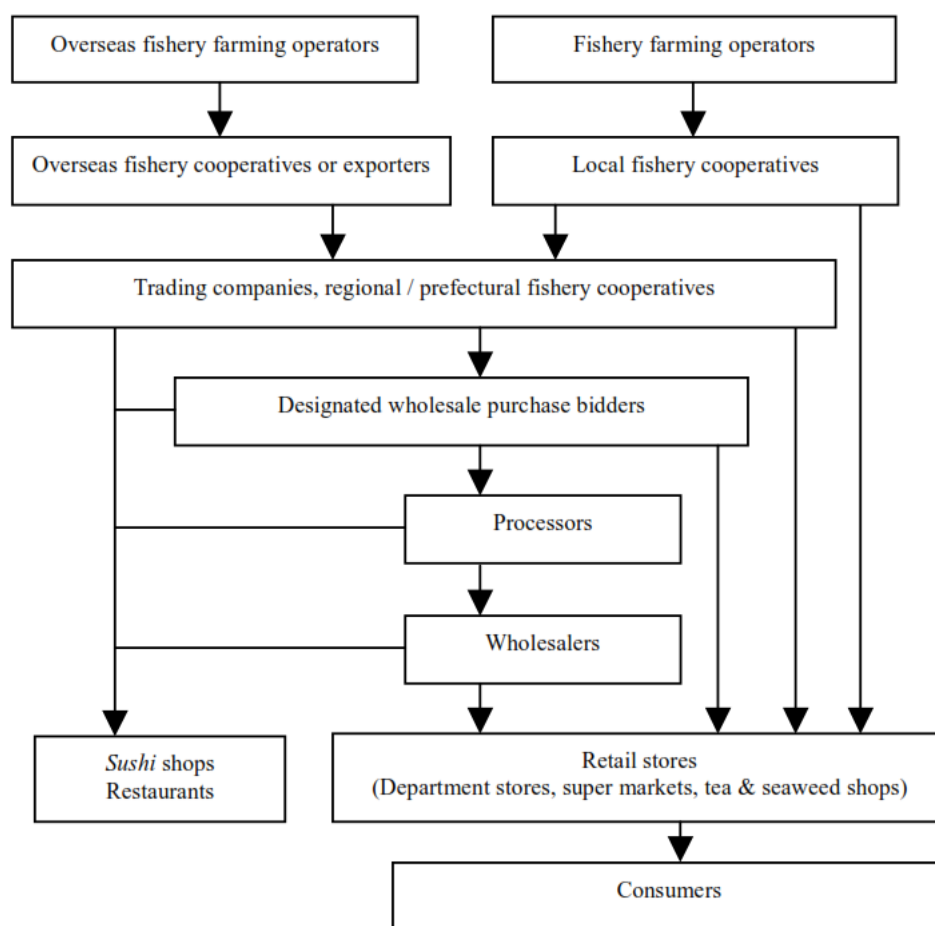 Overseas fishery farming operators
Fishery farming operators
Overseas fishery cooperatives or exporters
Local fishery cooperatives
Trading companies, regional / prefectural fishery cooperatives
Designated wholesale purchase bidders
Processors
Wholesalers
Sushi shops
Restaurants
Retail stores
(Department stores, super markets, tea & seaweed shops)
Consumers